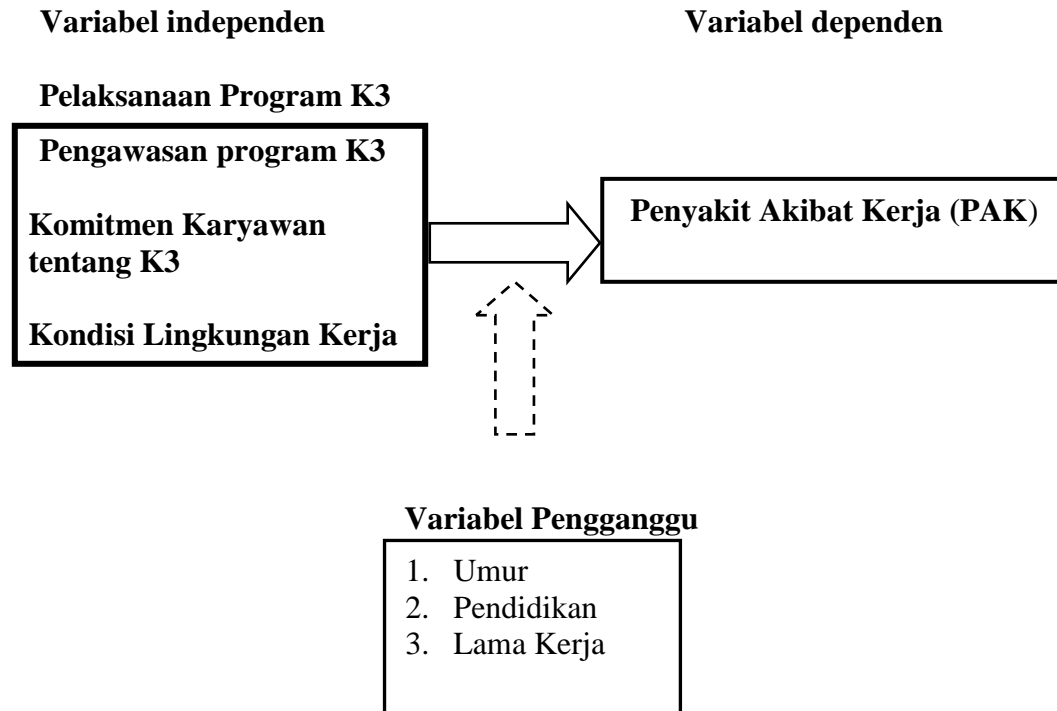 Variabel independen
Variabel dependen
Pelaksanaan Program K3
Pengawasan program K3
Komitmen Karyawan
tentang K3
Kondisi Lingkungan Kerja
Penyakit Akibat Kerja (PAK)
Variabel Pengganggu
1. Umur
2. Pendidikan
3. Lama Kerja